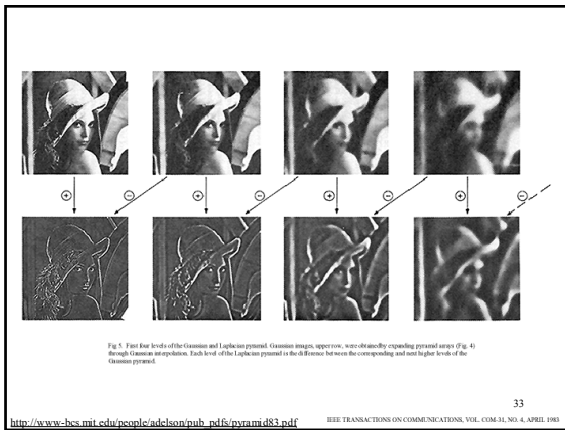 + − + − + − + −
Fig 5. First four levels of the Gaussian and Laplacian pyramid. Gaussian images, upper row, were obtained by expanding pyramid arrays (Fig. 4)
through Gaussian interpolation. Each level of the Laplacian pyramid is the difference between the corresponding and next higher levels of the
Gaussian pyramid.
33
http://www-bcs.mit.edu/people/adelson/pub_pdfs/pyramid83.pdf
IEEE TRANSACTIONS ON COMMUNICATIONS, VOL. COM-31, NO. 4, APRIL 1983